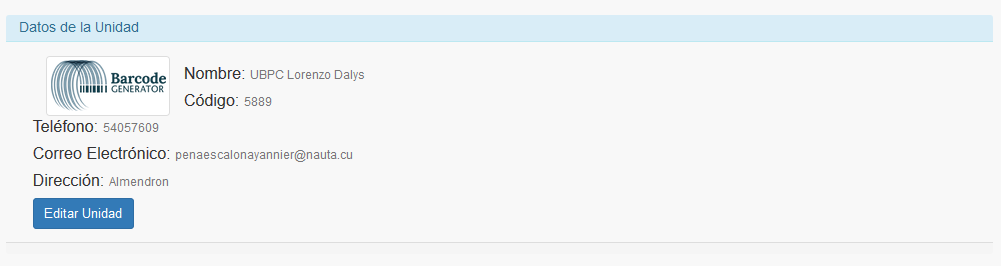 Datos de la Unidad
Barcode
GENERATOR
Nombre: UBPC Lorenzo Dalys
Código: 5889
Teléfono: 54057609
Correo Electrónico: penaescalonayannier@nauta.cu
Dirección: Almendron
Editar Unidad